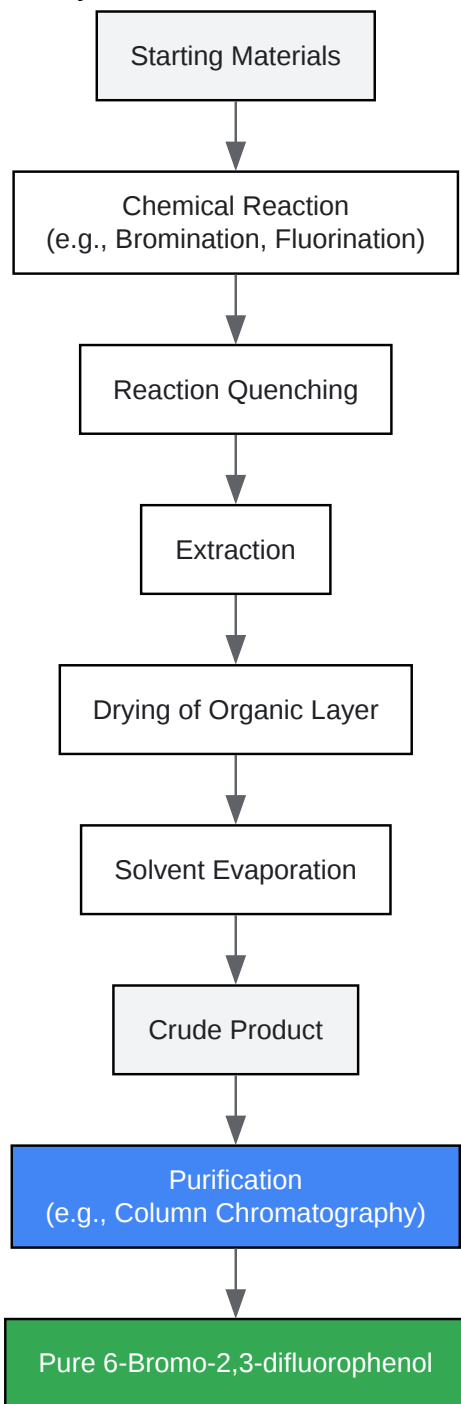 Starting Materials
Chemical Reaction
(e.g., Bromination, Fluorination)
Reaction Quenching
Extraction
Drying of Organic Layer
Solvent Evaporation
Crude Product
Purification
(e.g., Column Chromatography)
Pure 6-Bromo-2,3-difluorophenol